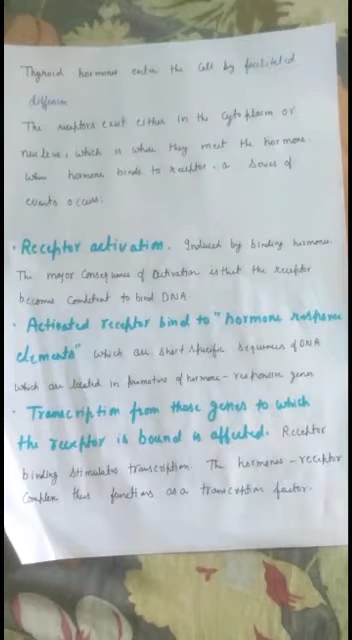 Thyroid hormones enter the cell by facilitated
diffusion
The receptors exist either in the cytoplasm or
nucleus, which is where they meet the hormone.
When hormone binds to receptor, a series of
events occurs:
• Receptor activation. Induced by binding hormone.
The major consequence of activation is that the receptor
becomes competent to bind DNA.
• Activated receptor bind to "hormone response
elements" which are short specific sequences of DNA
which are located in promoters of hormone-responsive genes
• Transcription from those genes to which
the receptor is bound is affected. Receptor
binding stimulates transcription. The hormones-receptor
complex thus functions as a transcription factor.